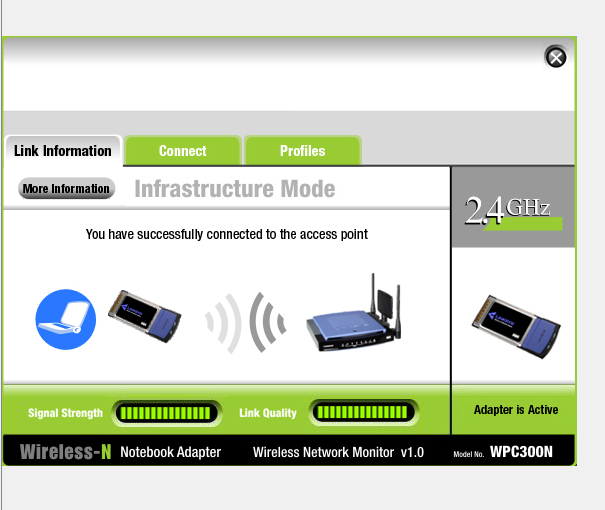 Link Information
Connect
Profiles
More Information
Infrastructure Mode
2.4GHz
You have successfully connected to the access point
Signal Strength
Link Quality
Adapter is Active
Wireless-N Notebook Adapter Wireless Network Monitor v1.0 Model No. WPC300N